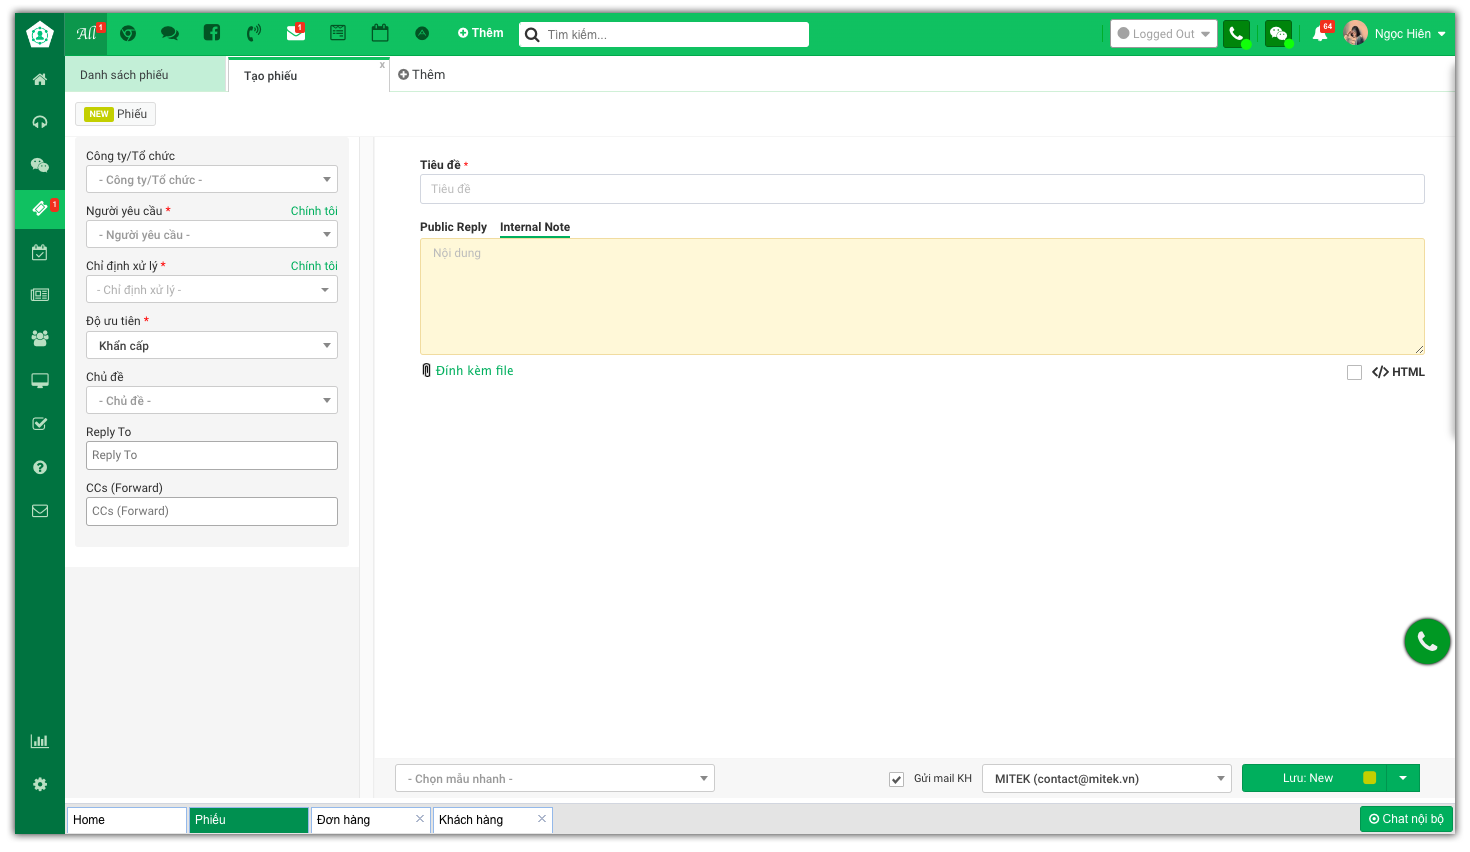 All 1
1
Thêm
Tìm kiếm...
Logged Out
64
Ngọc Hiên
Danh sách phiếu
Tạo phiếu
x
Thêm
NEW Phiếu
1
Công ty/Tổ chức
- Công ty/Tổ chức -
Người yêu cầu * Chính tôi
- Người yêu cầu -
Chỉ định xử lý * Chính tôi
- Chỉ định xử lý -
Độ ưu tiên *
Khẩn cấp
Chủ đề
- Chủ đề -
Reply To
Reply To
CCs (Forward)
CCs (Forward)
Tiêu đề *
Tiêu đề
Public Reply Internal Note
Nội dung
Đính kèm file
</> HTML
- Chọn mẫu nhanh -
Gửi mail KH
MITEK (contact@mitek.vn)
Lưu: New
Home
Phiếu
Đơn hàng
Khách hàng
Chat nội bộ